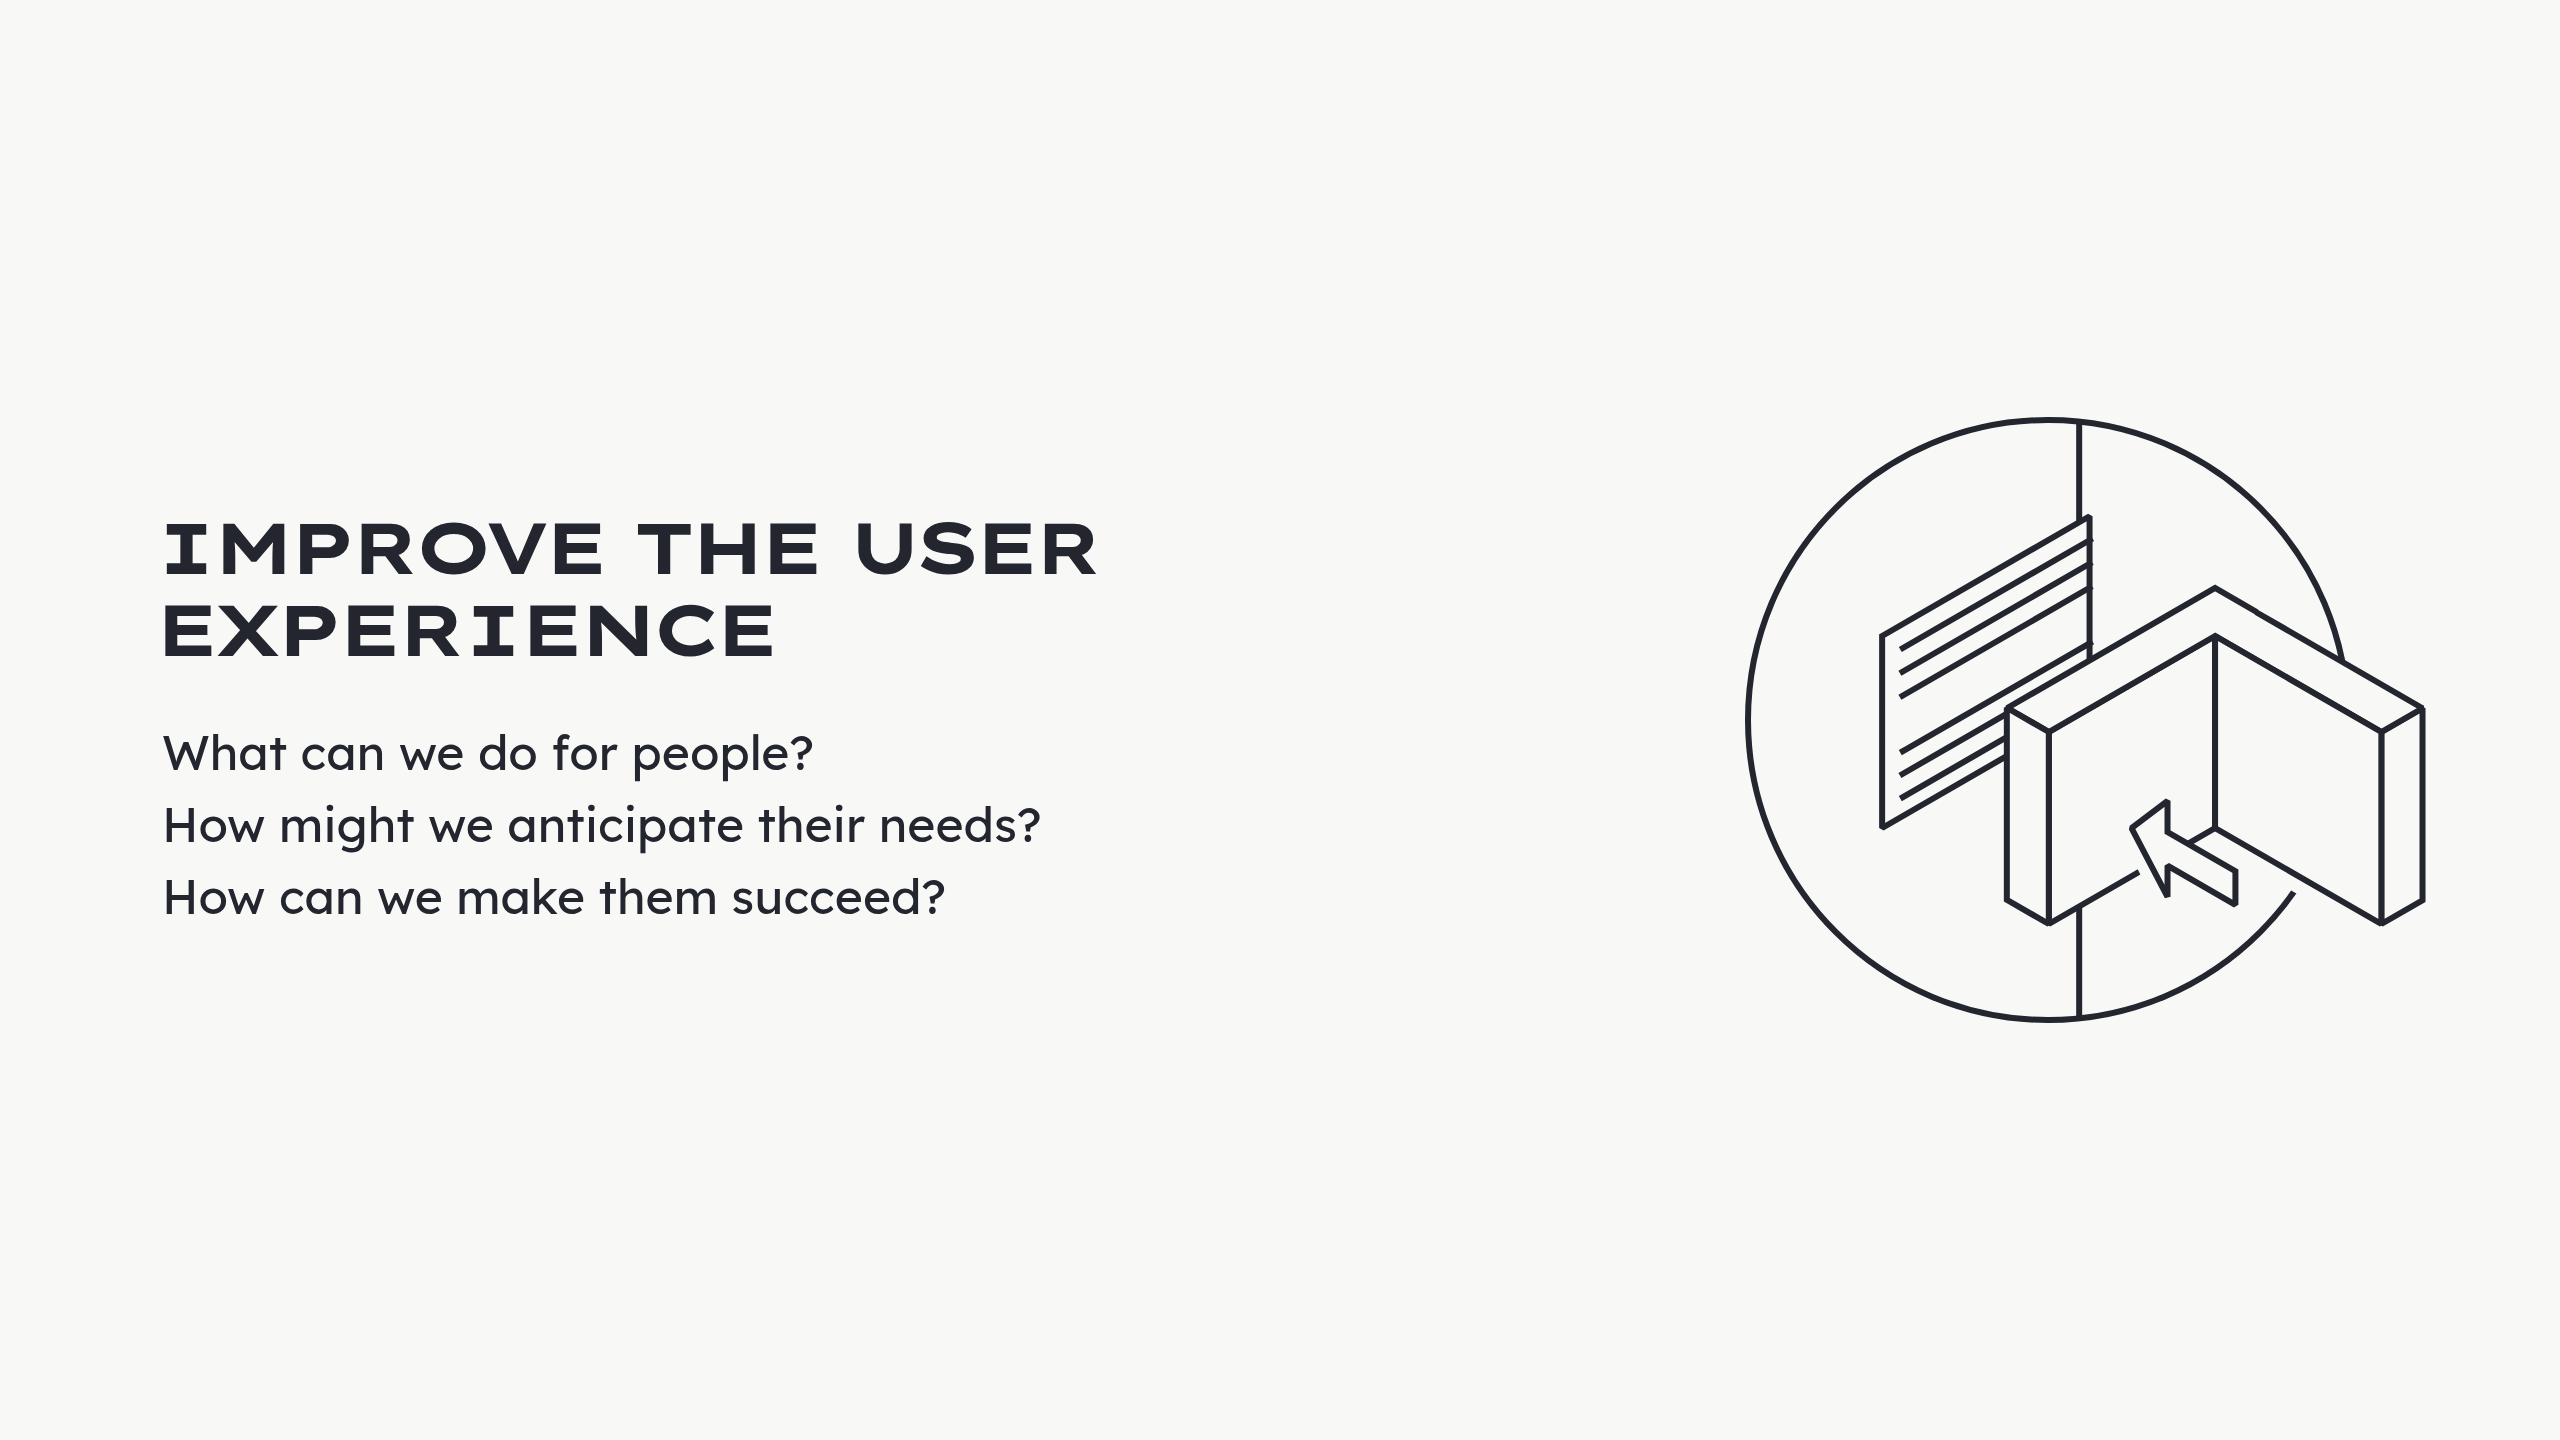 IMPROVE THE USER
EXPERIENCE
What can we do for people?
How might we anticipate their needs?
How can we make them succeed?